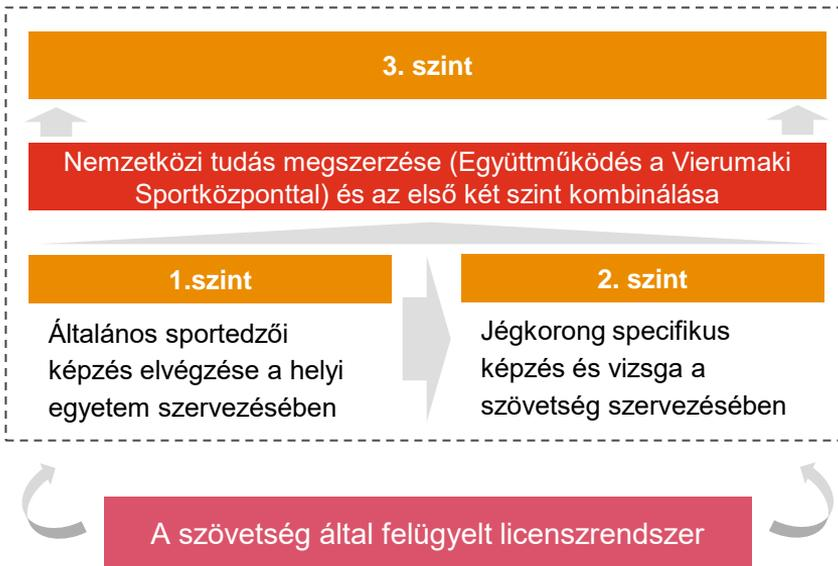 3. szint
Nemzetközi tudás megszerzése (Együttműködés a Vierumaki
Sportközponttal) és az első két szint kombinálása
1.szint
Általános sportedzői
képzés elvégzése a helyi
egyetem szervezésében
2. szint
Jégkorong specifikus
képzés és vizsga a
szövetség szervezésében
A szövetség által felügyelt licenszrendszer